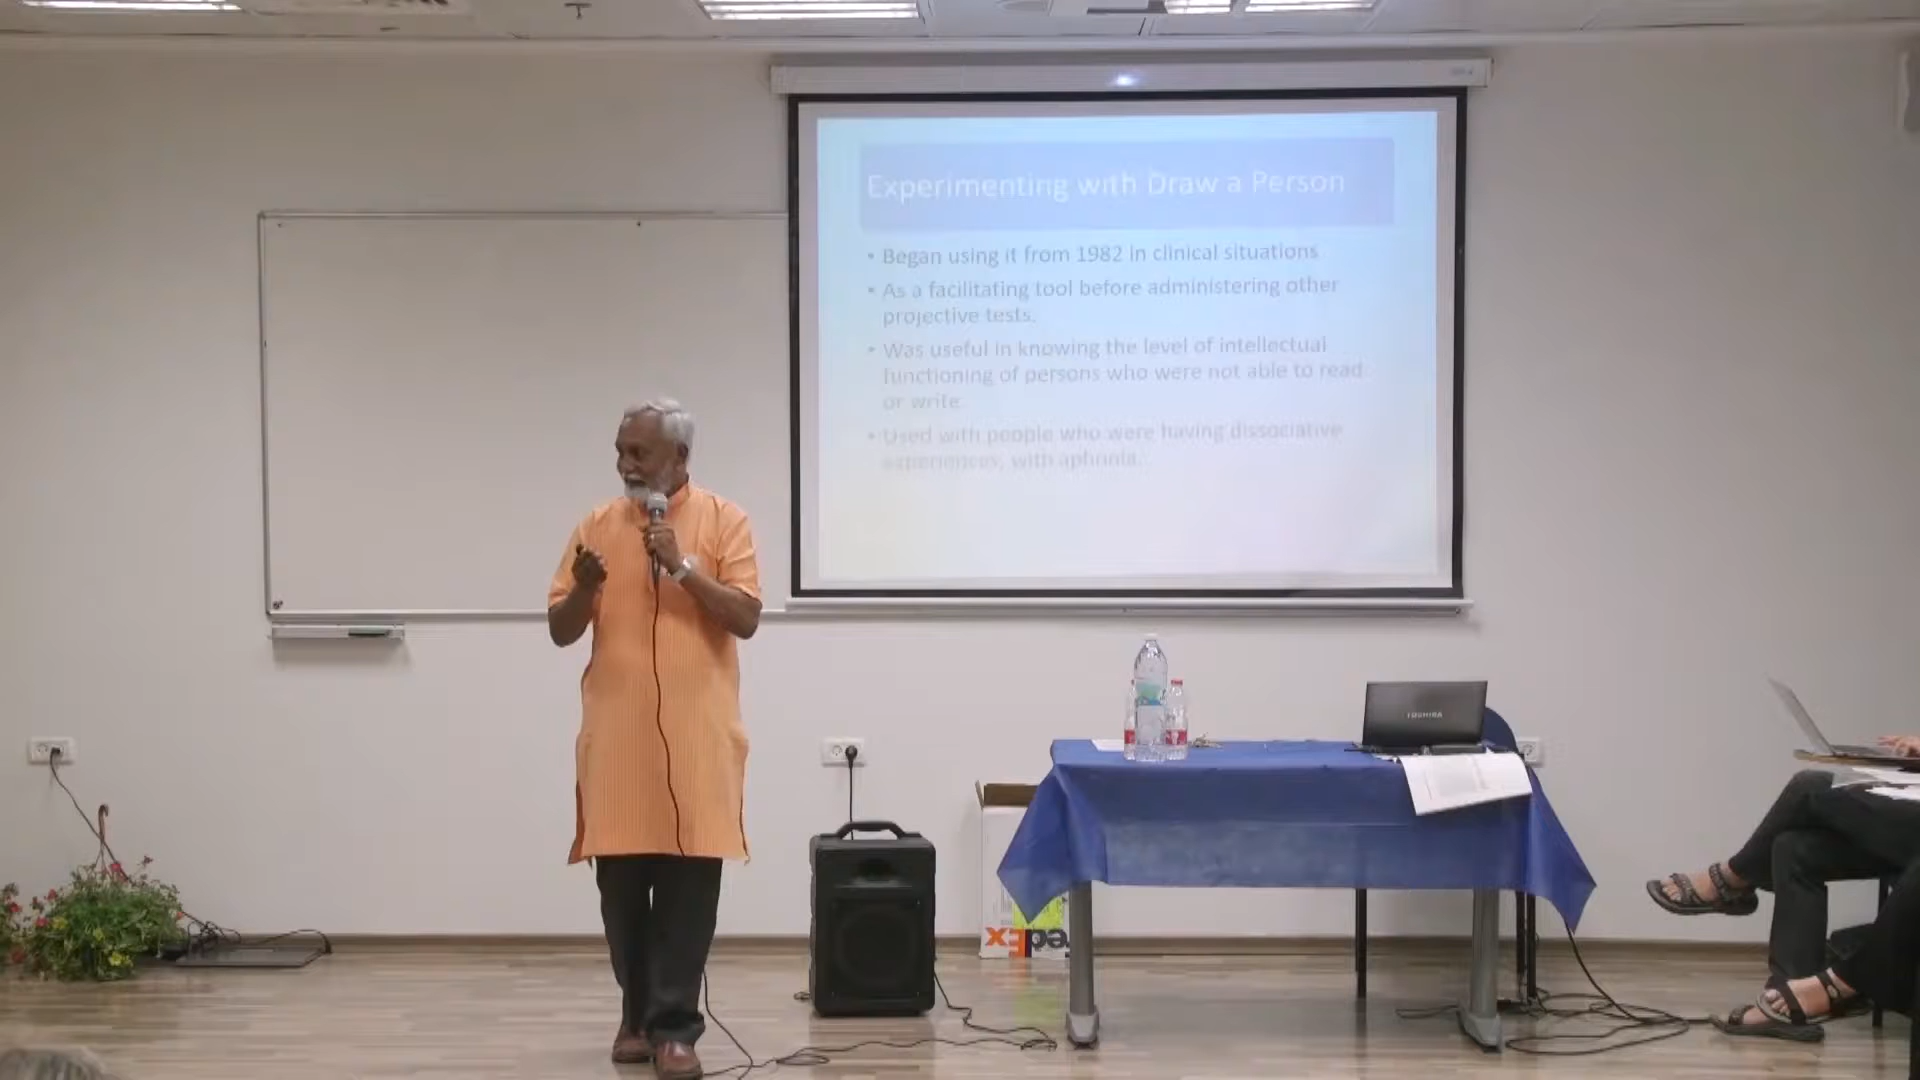 Experimenting with Draw a Person
• Began using it from 1982 in clinical situations
• As a facilitating tool before administering other
projective tests.
• Was useful in knowing the level of intellectual
functioning of persons who were not able to read
or write.
• Used with people who were having dissociative
experiences, with aphonia.
TOSHIBA
FedEx